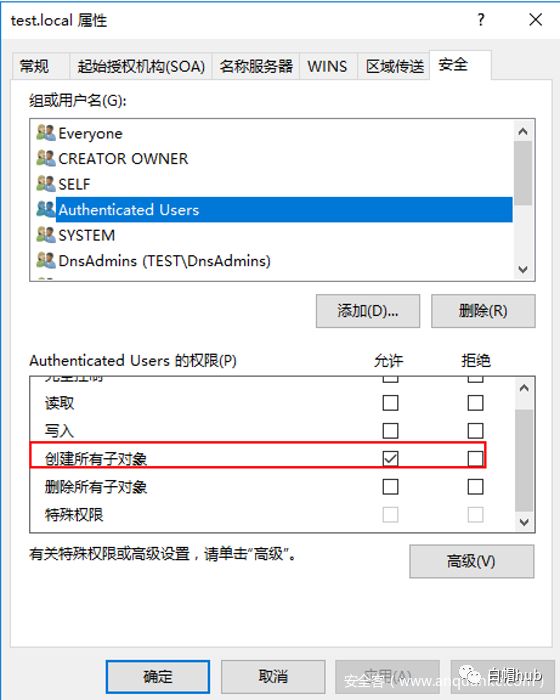 test.local 属性
?
常规
起始授权机构(SOA)
名称服务器
WINS
区域传送
安全
组或用户名(G):
Everyone
CREATOR OWNER
SELF
Authenticated Users
SYSTEM
DnsAdmins (TEST\DnsAdmins)
添加(D)...
删除(R)
Authenticated Users 的权限(P)
允许
拒绝
完全控制
读取
写入
创建所有子对象
删除所有子对象
特殊权限
有关特殊权限或高级设置，请单击“高级”。
高级(V)
确定
取消
应用(A)
安全客（www.anquanke.com）
白帽hub